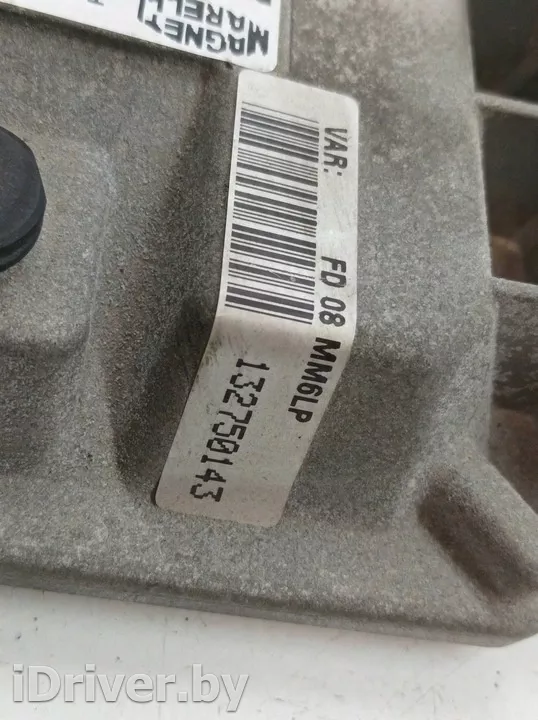 MAGNETI
MARELLI
VAR: FD 08 MM6LP
132750143
iDriver.by